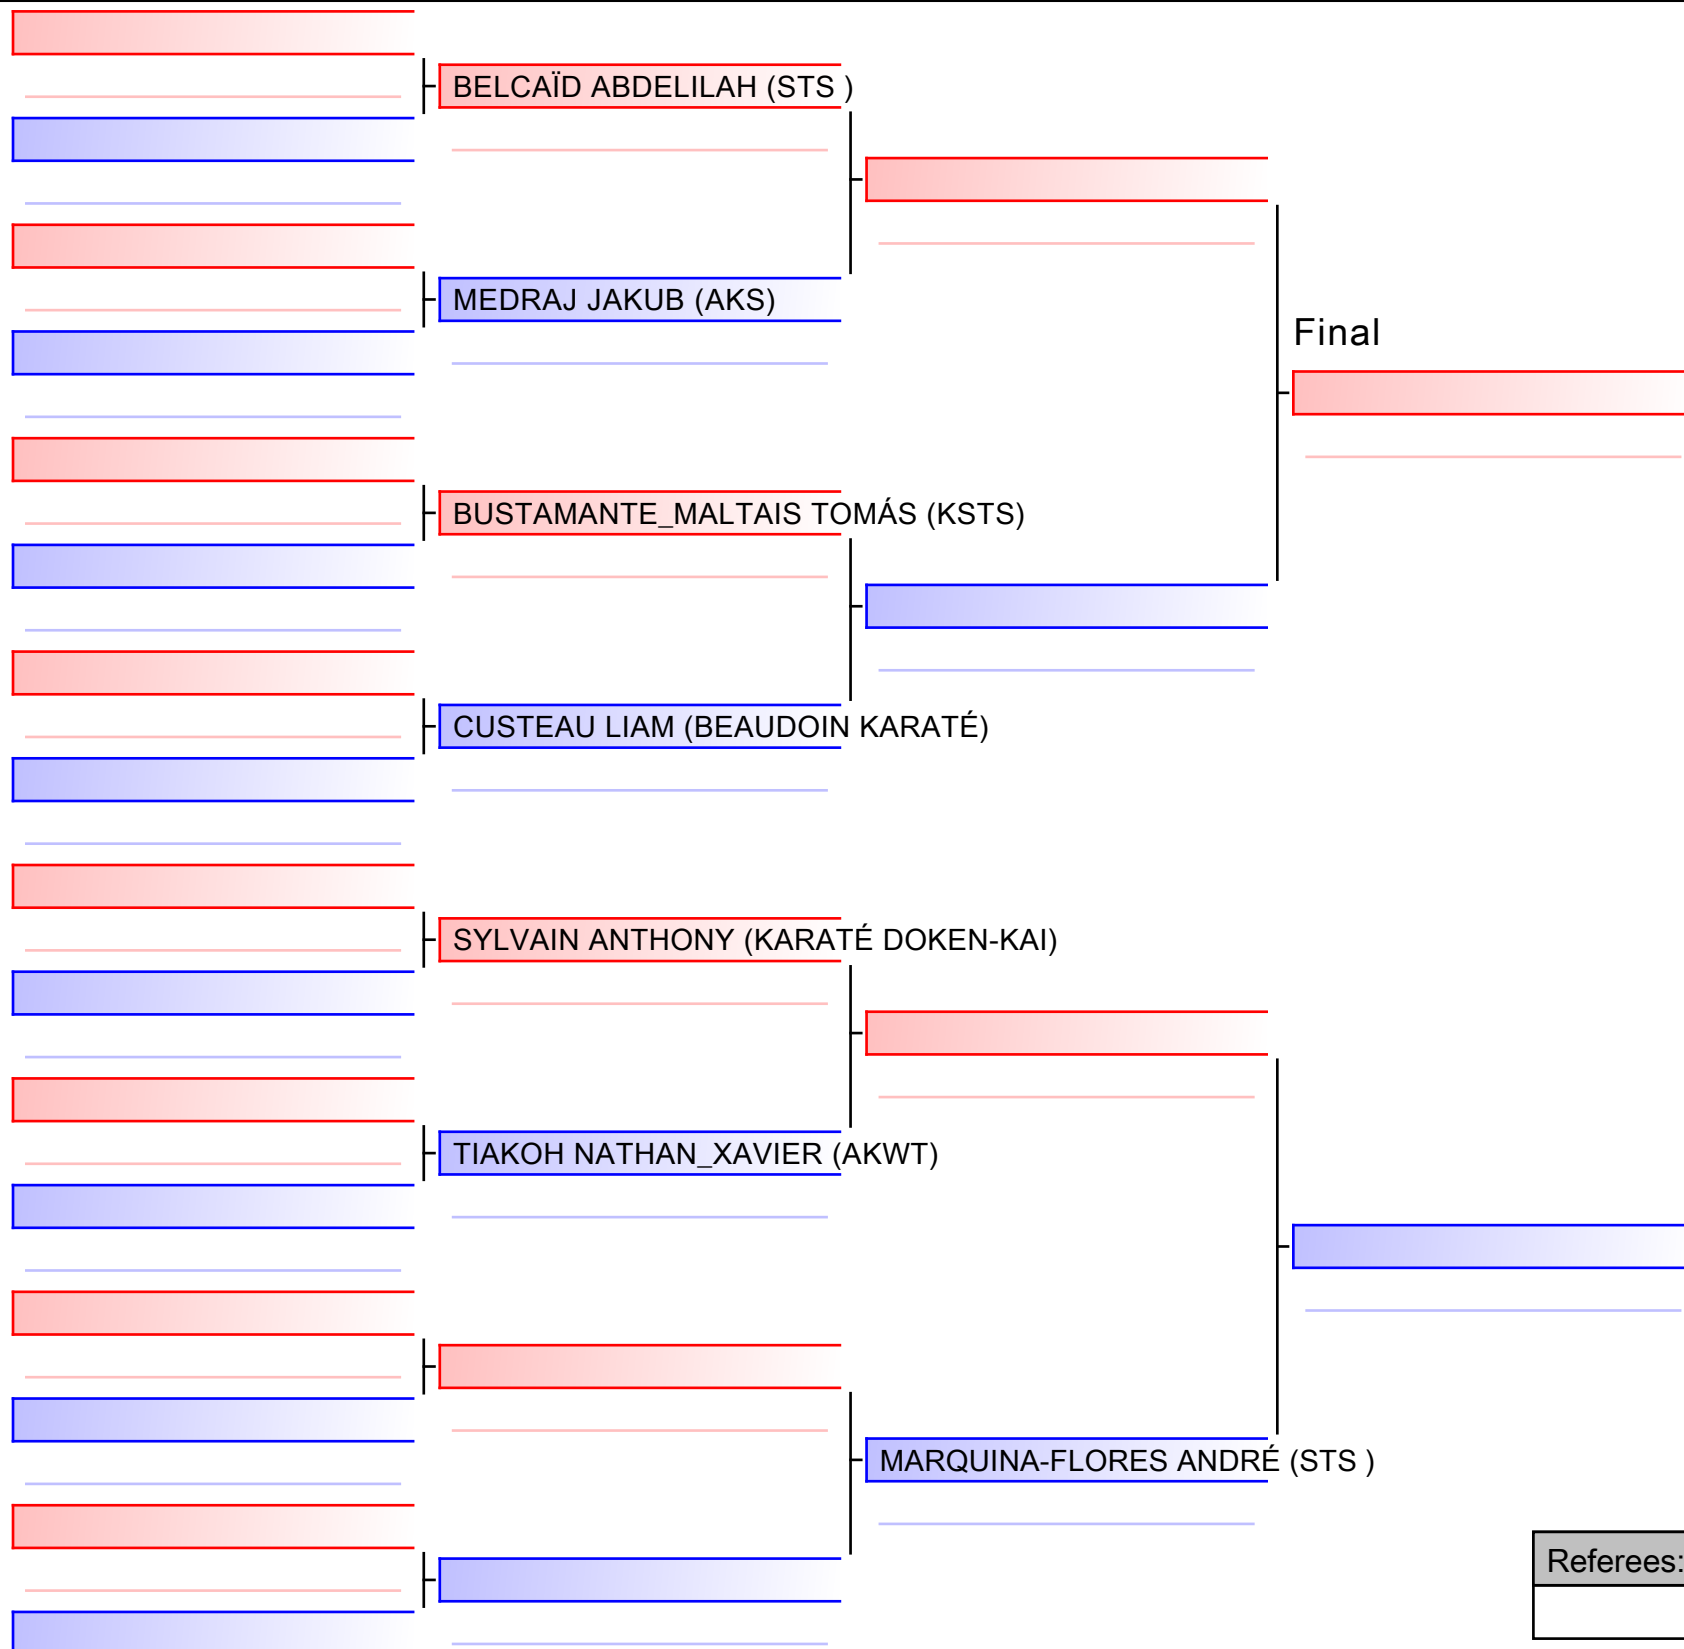 BELCAÏD ABDELILAH (STS )
MEDRAJ JAKUB (AKS)
Final
BUSTAMANTE_MALTAIS TOMÁS (KSTS)
CUSTEAU LIAM (BEAUDOIN KARATÉ)
SYLVAIN ANTHONY (KARATÉ DOKEN-KAI)
TIAKOH NATHAN_XAVIER (AKWT)
MARQUINA-FLORES ANDRÉ (STS )
Referees: